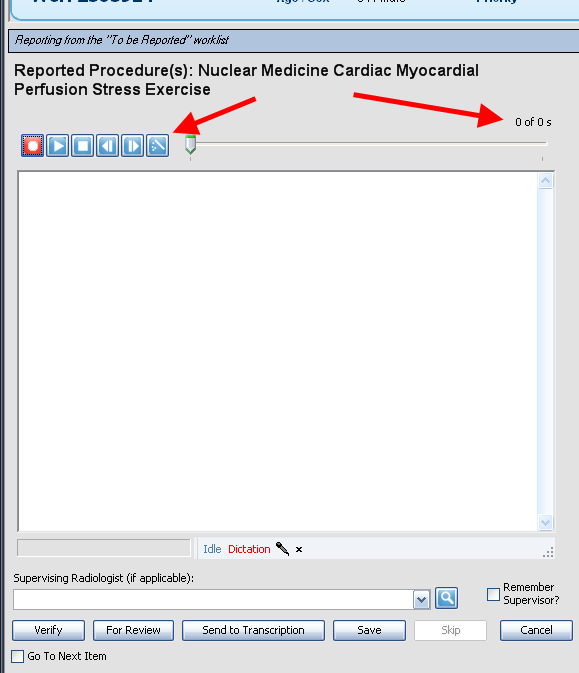 Reporting from the "To be Reported" worklist
Reported Procedure(s): Nuclear Medicine Cardiac Myocardial
Perfusion Stress Exercise
0 of 0 s
Idle Dictation
Supervising Radiologist (if applicable):
Remember
Supervisor?
Verify For Review Send to Transcription Save Skip Cancel
Go To Next Item